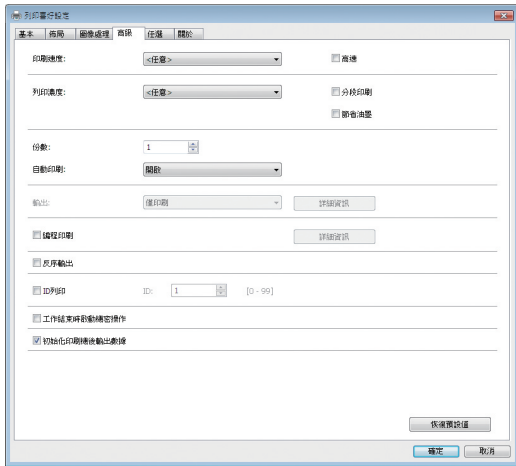 列印喜好設定
基本 佈局 圖像處理 高級 任選 關於
印刷速度: <任意> 高速
列印濃度: <任意> 分段印刷
節省油墨
份數: 1
自動印刷: 開啟
輸出: 僅印刷 詳細資訊
編程印刷 詳細資訊
反序輸出
ID列印 ID: 1 [0 - 99]
工作結束時啟動機密操作
初始化印刷機後輸出數據
恢復預設值
確定 取消